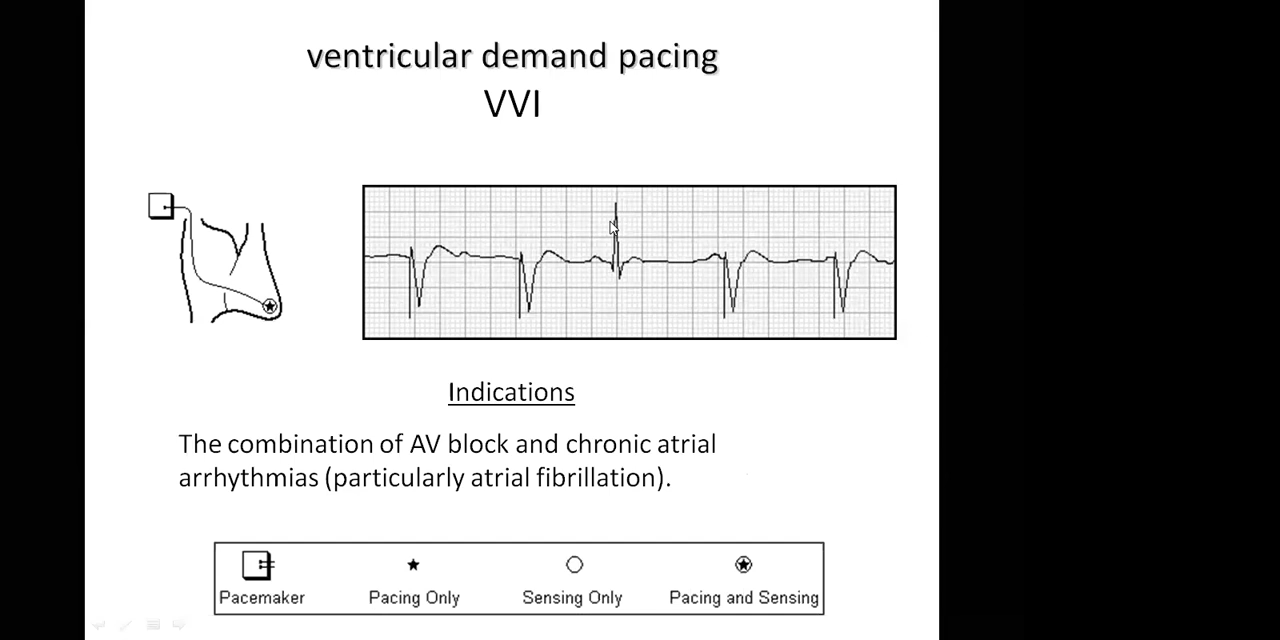 ventricular demand pacing
VVI
Indications
The combination of AV block and chronic atrial
arrhythmias (particularly atrial fibrillation).
Pacemaker Pacing Only Sensing Only Pacing and Sensing